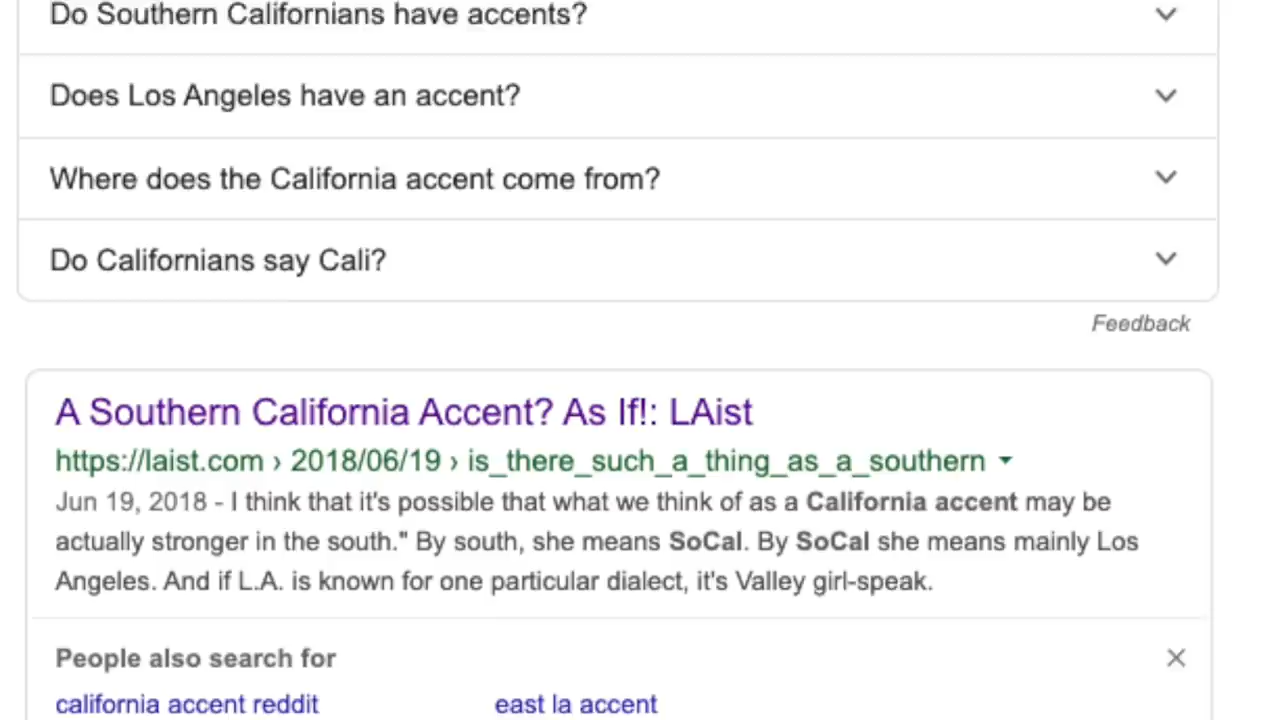 Do Southern Californians have accents?
Does Los Angeles have an accent?
Where does the California accent come from?
Do Californians say Cali?
Feedback
A Southern California Accent? As If!: LAist
https://laist.com › 2018/06/19 › is_there_such_a_thing_as_a_southern
Jun 19, 2018 - I think that it's possible that what we think of as a California accent may be
actually stronger in the south." By south, she means SoCal. By SoCal she means mainly Los
Angeles. And if L.A. is known for one particular dialect, it's Valley girl-speak.
People also search for
california accent reddit
east la accent